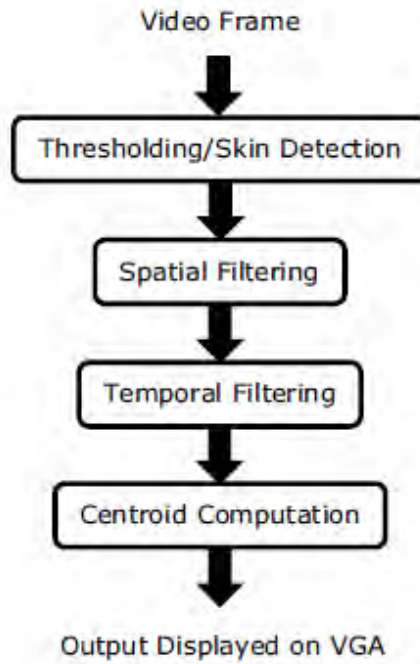 Video Frame
Thresholding/Skin Detection
Spatial Filtering
Temporal Filtering
Centroid Computation
Output Displayed on VGA